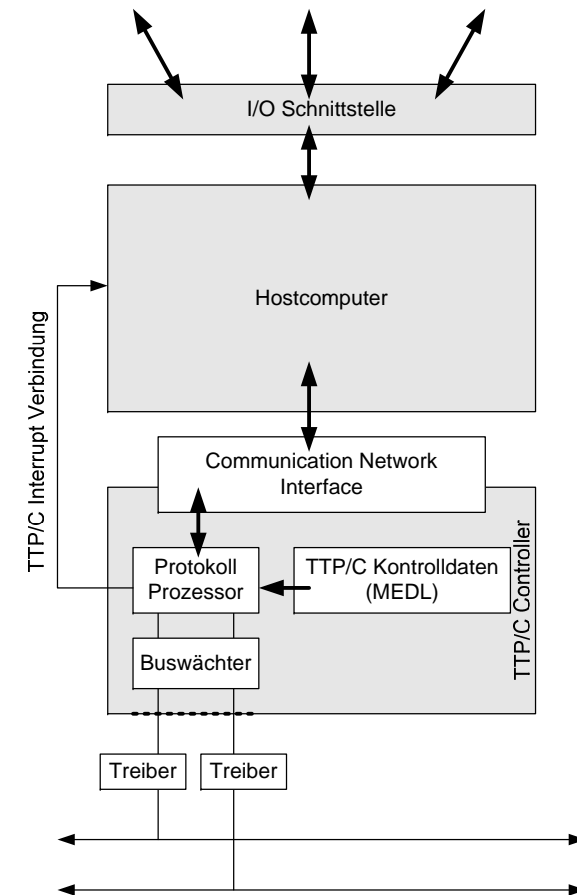 I/O Schnittstelle
Hostcomputer
TTP/C Interrupt Verbindung
Communication Network
Interface
Protokoll
Prozessor
TTP/C Kontrolldaten
(MEDL)
TTP/C Controller
Buswächter
Treiber
Treiber